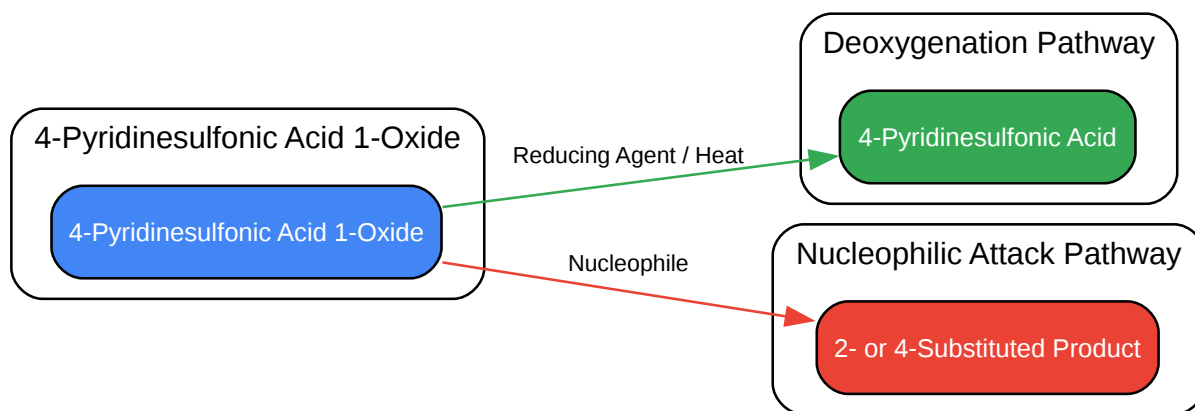 4-Pyridinesulfonic Acid 1-Oxide
4-Pyridinesulfonic Acid 1-Oxide
Reducing Agent / Heat
Nucleophile
Deoxygenation Pathway
4-Pyridinesulfonic Acid
Nucleophilic Attack Pathway
2- or 4-Substituted Product